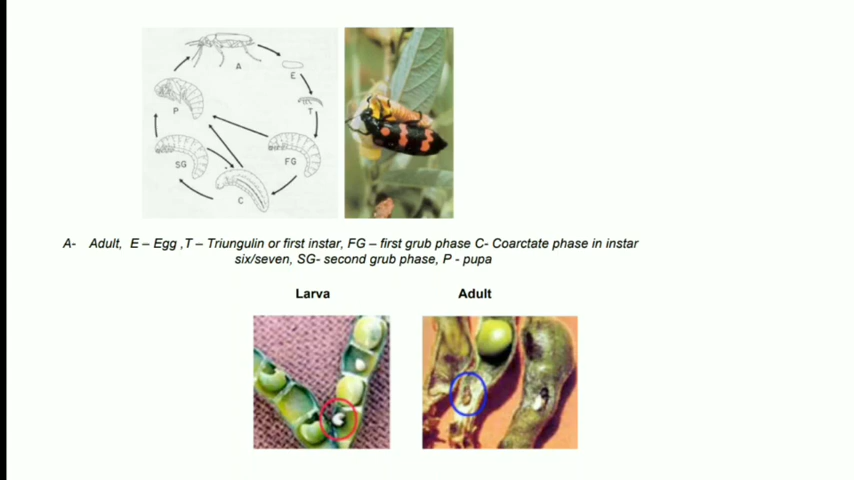 A
E
T
P
SG
FG
C
A- Adult, E – Egg ,T – Triungulin or first instar, FG – first grub phase C- Coarctate phase in instar
six/seven, SG- second grub phase, P - pupa
Larva Adult